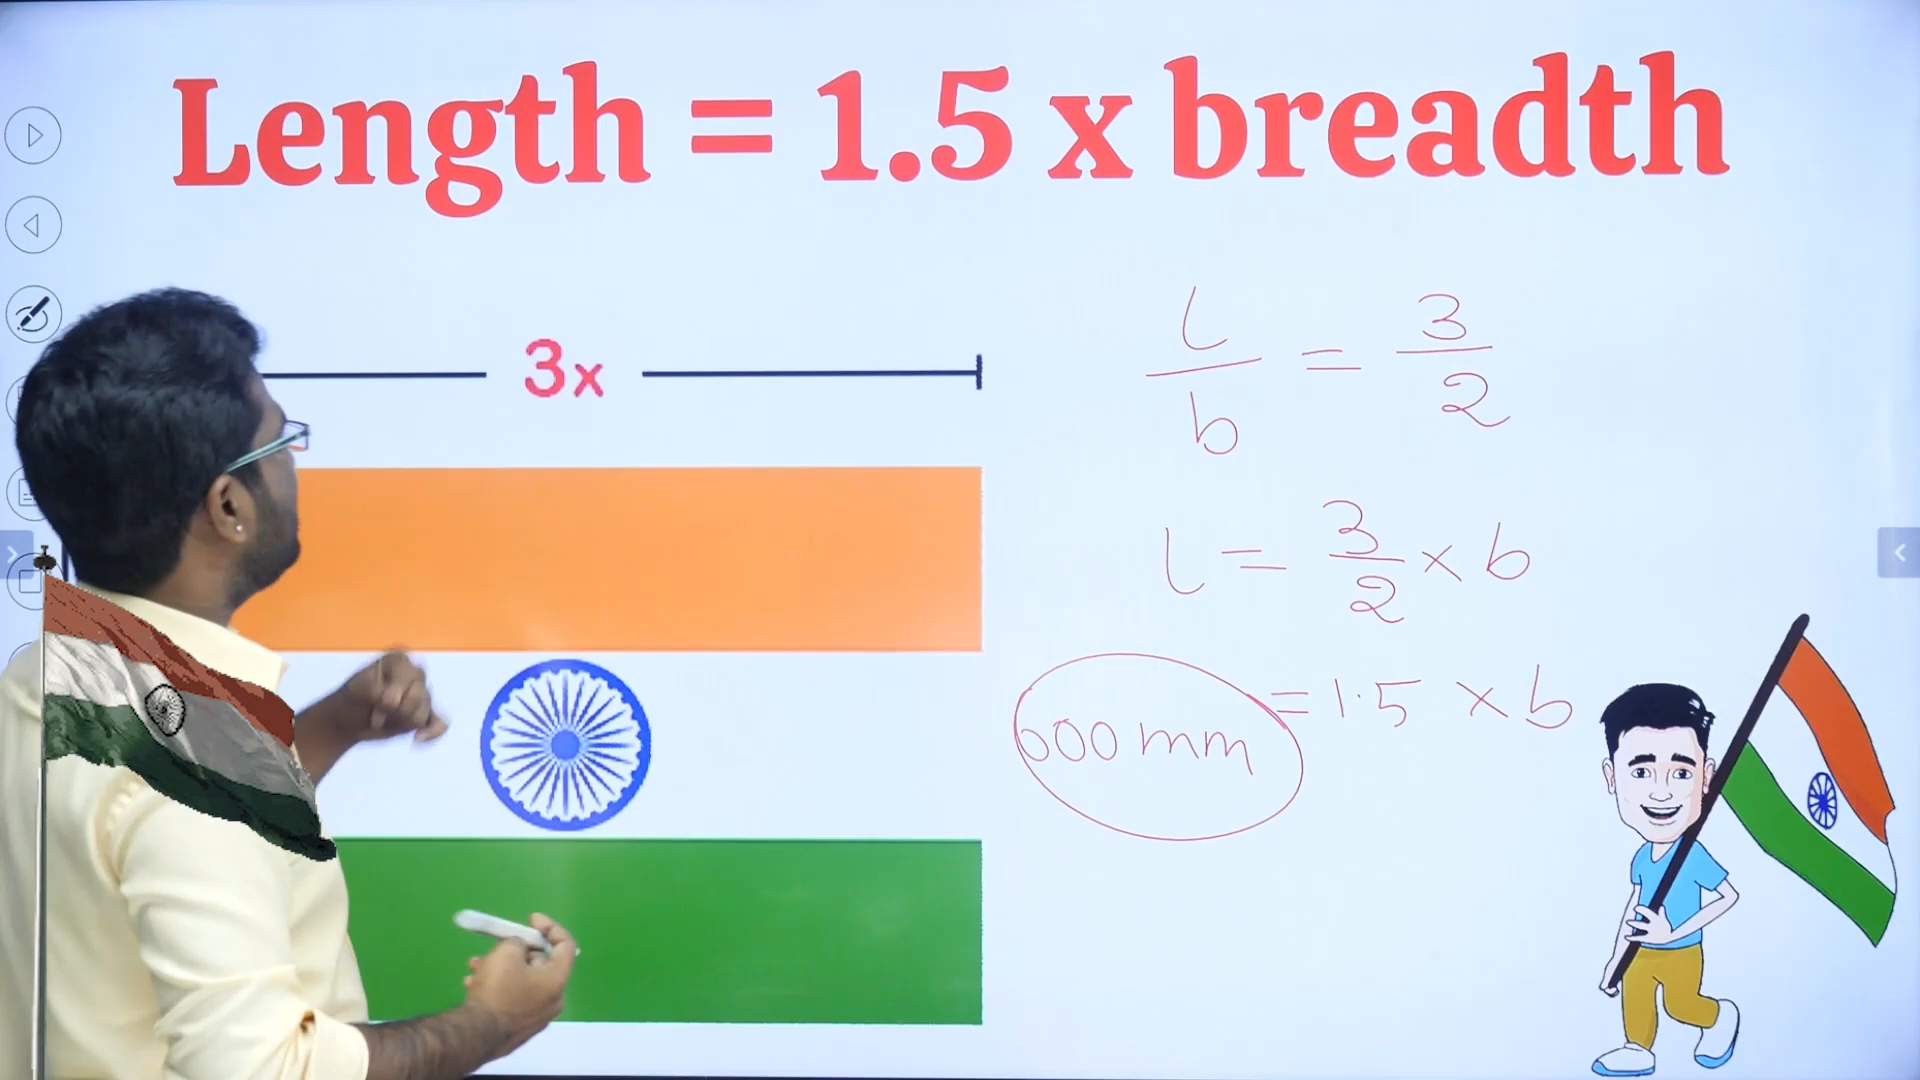 Length = 1.5 x breadth
3x
l/b = 3/2
l = 3/2 × b
= 1.5 × b
600 mm